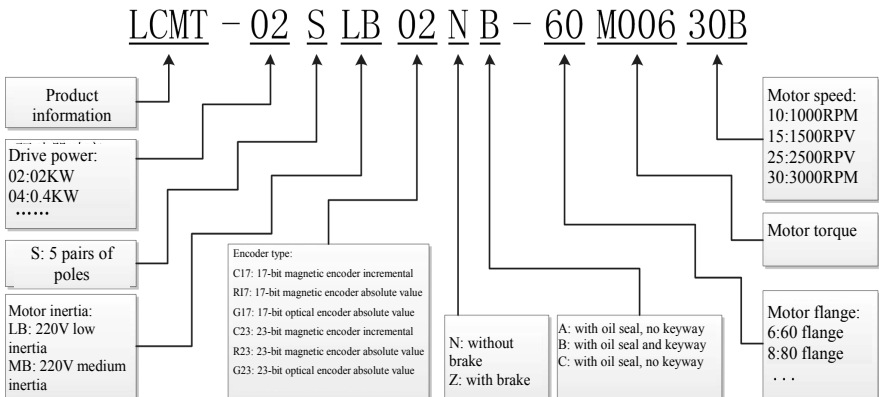 LCMT - 02 S LB 02 N B - 60 M006 30B
Product
information
Drive power:
02:02KW
04:0.4KW
······
S: 5 pairs of
poles
Motor inertia:
LB: 220V low
inertia
MB: 220V medium
inertia
Encoder type:
C17: 17-bit magnetic encoder incremental
RI7: 17-bit magnetic encoder absolute value
G17: 17-bit optical encoder absolute value
C23: 23-bit magnetic encoder incremental
R23: 23-bit magnetic encoder absolute value
G23: 23-bit optical encoder absolute value
N: without
brake
Z: with brake
A: with oil seal, no keyway
B: with oil seal and keyway
C: with oil seal, no keyway
Motor speed:
10:1000RPM
15:1500RPV
25:2500RPV
30:3000RPM
Motor torque
Motor flange:
6:60 flange
8:80 flange
. . .